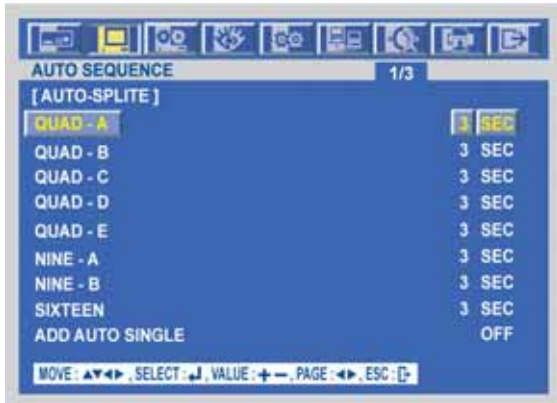 AUTO SEQUENCE 1/3
[AUTO-SPLITE]
QUAD - A 3 SEC
QUAD - B 3 SEC
QUAD - C 3 SEC
QUAD - D 3 SEC
QUAD - E 3 SEC
NINE - A 3 SEC
NINE - B 3 SEC
SIXTEEN 3 SEC
ADD AUTO SINGLE OFF
MOVE : ▲▼◀▶ , SELECT : ↲ , VALUE : + − , PAGE : ◀▶ , ESC :